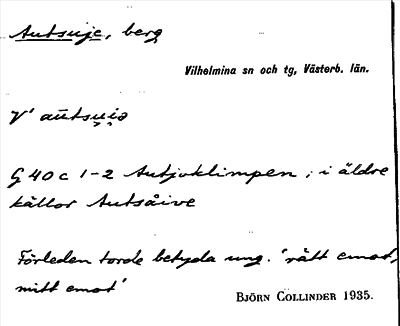 Autsuje, berg
Vilhelmina sn och tg, Västerb. län.
V' 
G 40 c 1-2 Autjoklimpen ; i äldre
källor Autsåive
Förleden torde betyda ung. 'rätt emot,
mitt emot'
BJÖRN COLLINDER 1935.